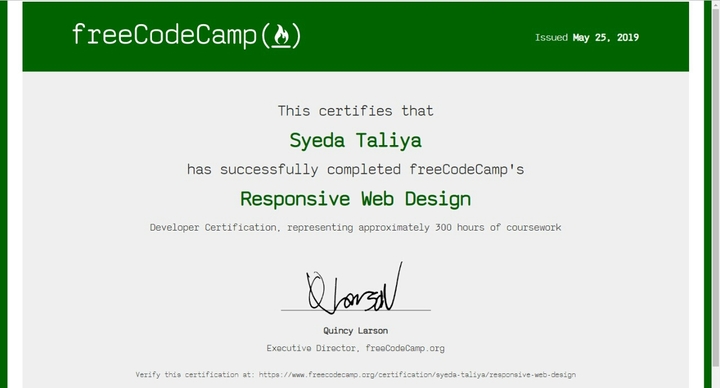 freeCodeCamp(🔥)
Issued May 25, 2019
This certifies that
Syeda Taliya
has successfully completed freeCodeCamp's
Responsive Web Design
Developer Certification, representing approximately 300 hours of coursework
QLarson
Quincy Larson
Executive Director, freeCodeCamp.org
Verify this certification at: https://www.freecodecamp.org/certification/syeda-taliya/responsive-web-design